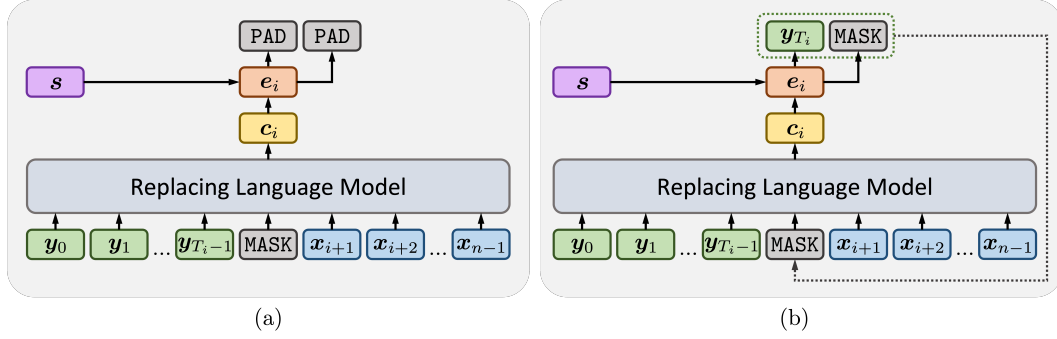 PAD PAD
s e_i
c_i
Replacing Language Model
y_0 y_1 ... y_{T_i-1} MASK x_{i+1} x_{i+2} ... x_{n-1}
(a)
y_{T_i} MASK
s e_i
c_i
Replacing Language Model
y_0 y_1 ... y_{T_i-1} MASK x_{i+1} x_{i+2} ... x_{n-1}
(b)